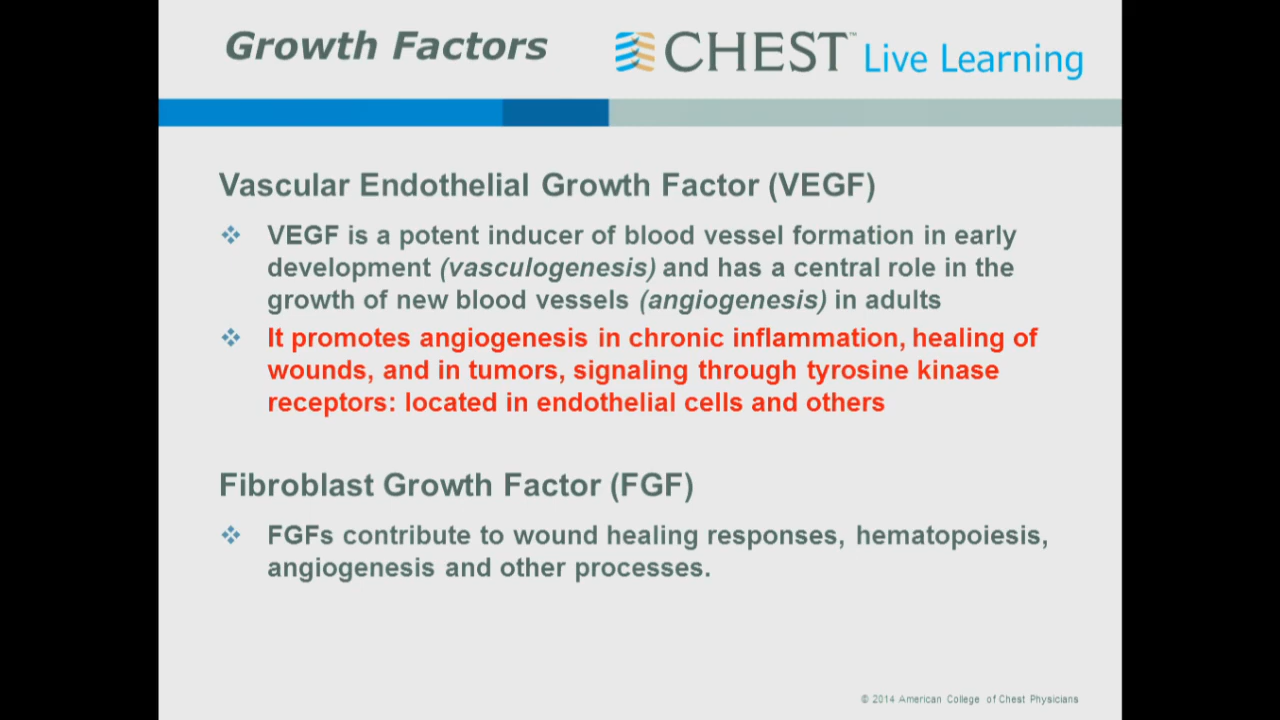 Growth Factors
CHEST™ Live Learning
Vascular Endothelial Growth Factor (VEGF)
VEGF is a potent inducer of blood vessel formation in early
development (vasculogenesis) and has a central role in the
growth of new blood vessels (angiogenesis) in adults
It promotes angiogenesis in chronic inflammation, healing of
wounds, and in tumors, signaling through tyrosine kinase
receptors: located in endothelial cells and others
Fibroblast Growth Factor (FGF)
FGFs contribute to wound healing responses, hematopoiesis,
angiogenesis and other processes.
© 2014 American College of Chest Physicians